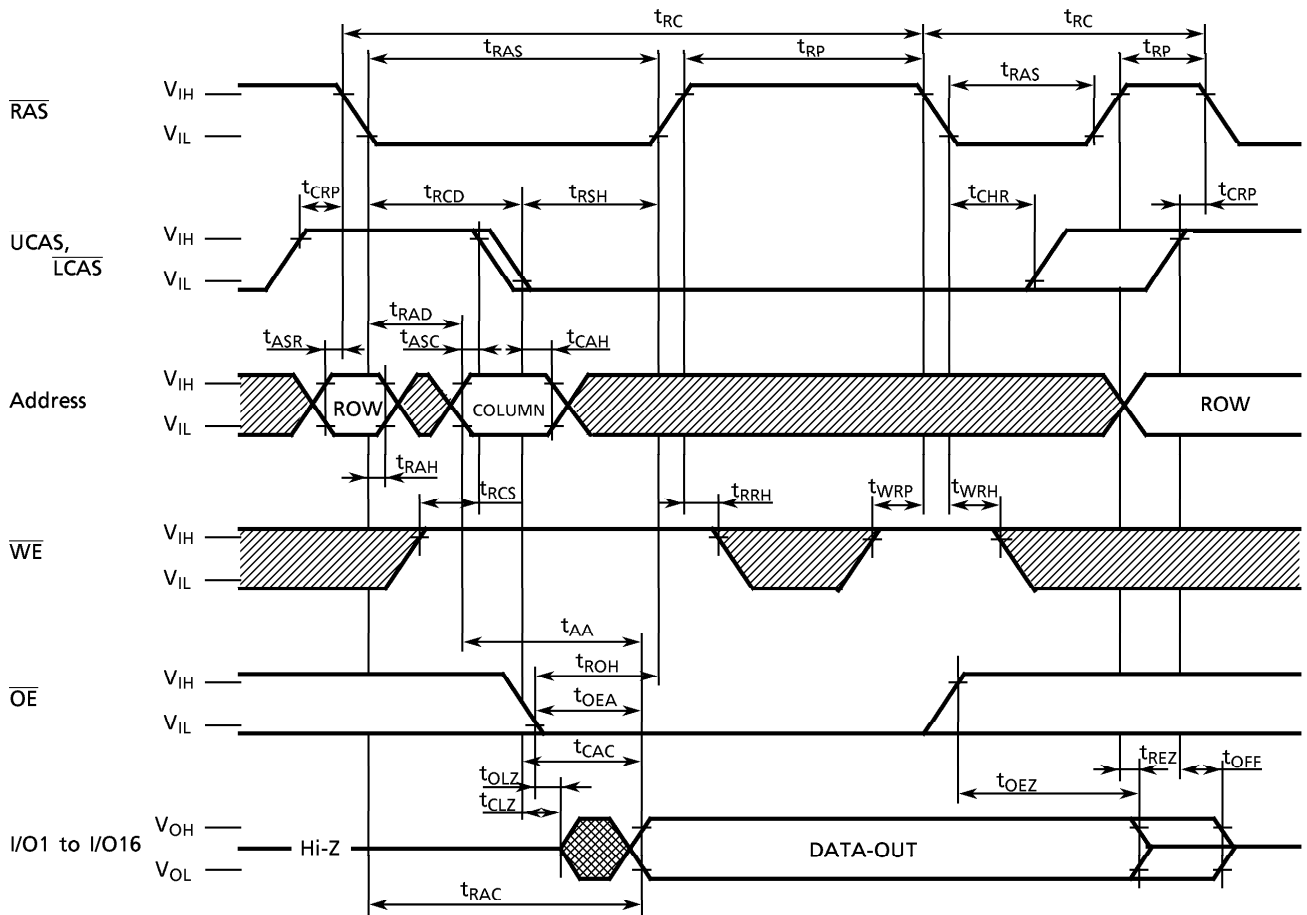 tRC tRC
tRAS tRP tRAS tRP
RAS VIH
VIL
tCRP tRCD tRSH tCHR tCRP
UCAS, VIH
LCAS VIL
tRAD
tASR tASC tCAH
Address VIH
VIL
ROW COLUMN ROW
tRAH tRCS tRRH tWRP tWRH
WE VIH
VIL
tAA
tROH
OE VIH
VIL
tOEA
tCAC
tOLZ tREZ tOFF
tCLZ tOEZ
I/O1 to I/O16 VOH
VOL
Hi-Z DATA-OUT
tRAC